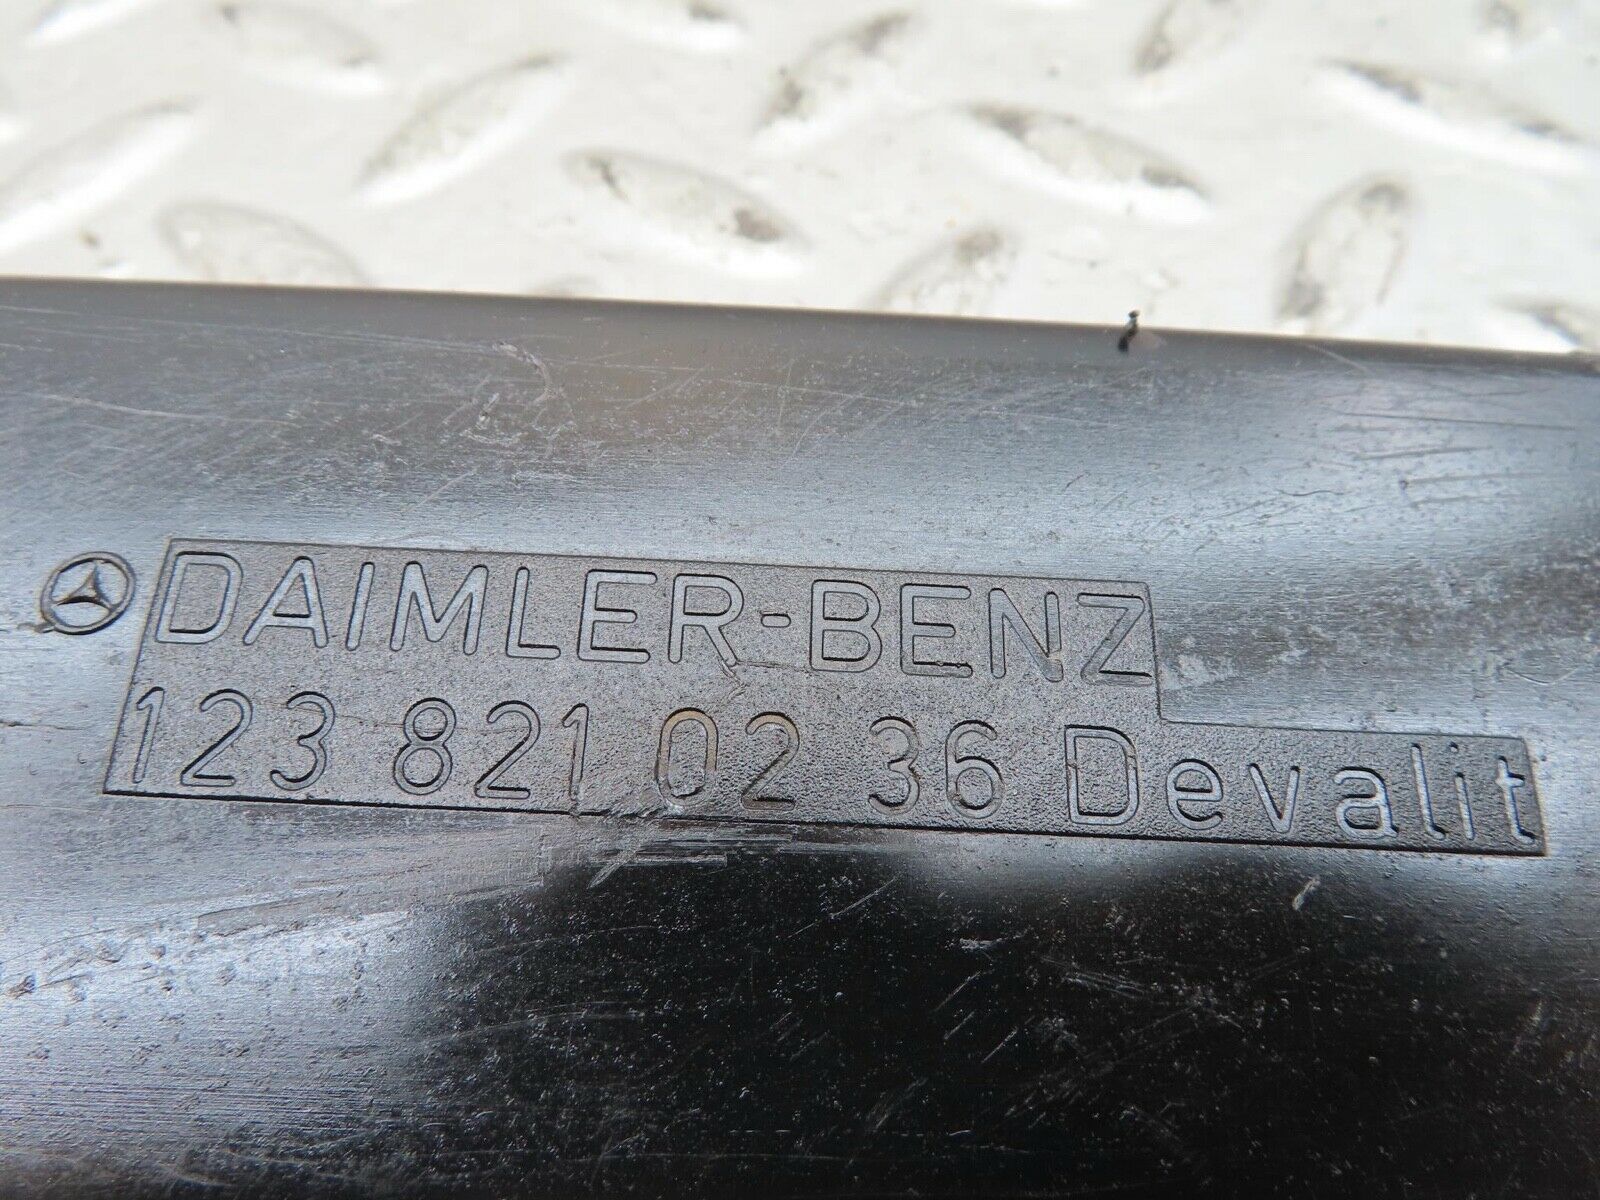 DAIMLER-BENZ
123 821 02 36 Devalit